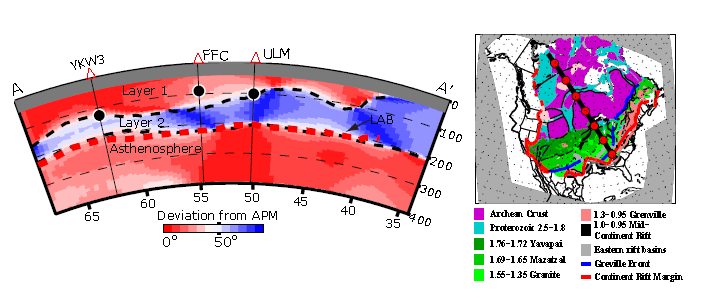 YKW3
FFC
ULM
A
A'
Layer 1
Layer 2
LAB
Asthenosphere
0
100
200
300
400
65
60
55
50
45
40
35
Deviation from APM
0° 50°
Archean Crust
Proterozoic 2.5-1.8
1.76-1.72 Yavapai
1.69-1.65 Mazatzal
1.55-1.35 Granite
1.3-0.95 Grenville
1.0-0.95 Mid-
Continent Rift
Eastern rift basins
Greville Front
Continent Rift Margin